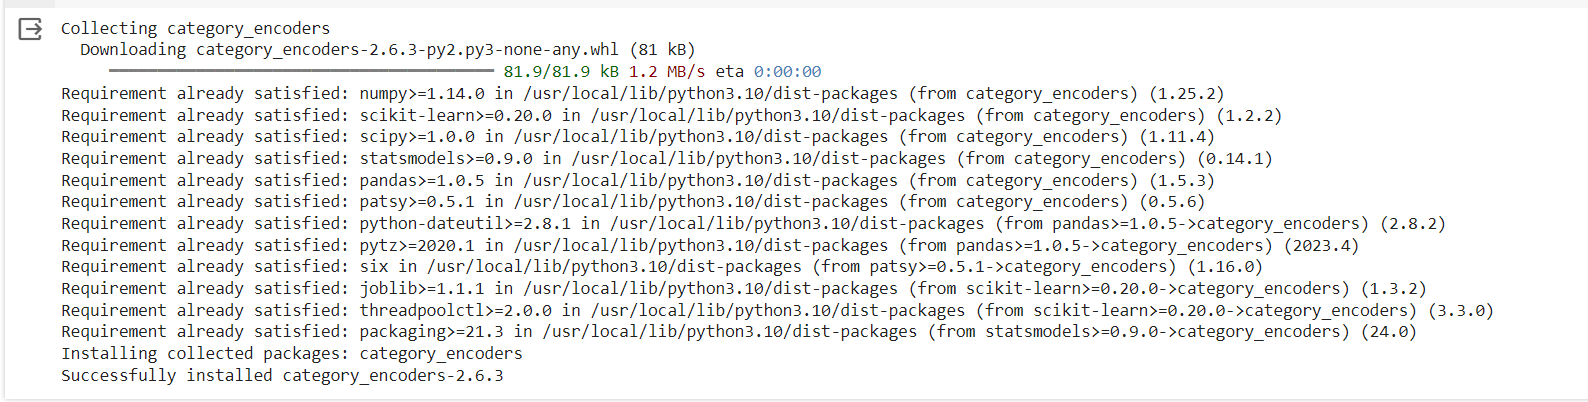 Collecting category_encoders
Downloading category_encoders-2.6.3-py2.py3-none-any.whl (81 kB)
81.9/81.9 kB 1.2 MB/s eta 0:00:00
Requirement already satisfied: numpy>=1.14.0 in /usr/local/lib/python3.10/dist-packages (from category_encoders) (1.25.2)
Requirement already satisfied: scikit-learn>=0.20.0 in /usr/local/lib/python3.10/dist-packages (from category_encoders) (1.2.2)
Requirement already satisfied: scipy>=1.0.0 in /usr/local/lib/python3.10/dist-packages (from category_encoders) (1.11.4)
Requirement already satisfied: statsmodels>=0.9.0 in /usr/local/lib/python3.10/dist-packages (from category_encoders) (0.14.1)
Requirement already satisfied: pandas>=1.0.5 in /usr/local/lib/python3.10/dist-packages (from category_encoders) (1.5.3)
Requirement already satisfied: patsy>=0.5.1 in /usr/local/lib/python3.10/dist-packages (from category_encoders) (0.5.6)
Requirement already satisfied: python-dateutil>=2.8.1 in /usr/local/lib/python3.10/dist-packages (from pandas>=1.0.5->category_encoders) (2.8.2)
Requirement already satisfied: pytz>=2020.1 in /usr/local/lib/python3.10/dist-packages (from pandas>=1.0.5->category_encoders) (2023.4)
Requirement already satisfied: six in /usr/local/lib/python3.10/dist-packages (from patsy>=0.5.1->category_encoders) (1.16.0)
Requirement already satisfied: joblib>=1.1.1 in /usr/local/lib/python3.10/dist-packages (from scikit-learn>=0.20.0->category_encoders) (1.3.2)
Requirement already satisfied: threadpoolctl>=2.0.0 in /usr/local/lib/python3.10/dist-packages (from scikit-learn>=0.20.0->category_encoders) (3.3.0)
Requirement already satisfied: packaging>=21.3 in /usr/local/lib/python3.10/dist-packages (from statsmodels>=0.9.0->category_encoders) (24.0)
Installing collected packages: category_encoders
Successfully installed category_encoders-2.6.3